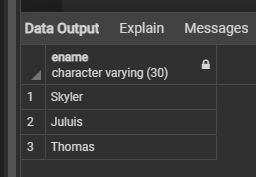 Data Output Explain Messages
ename
character varying (30)
1 Skyler
2 Juluis
3 Thomas